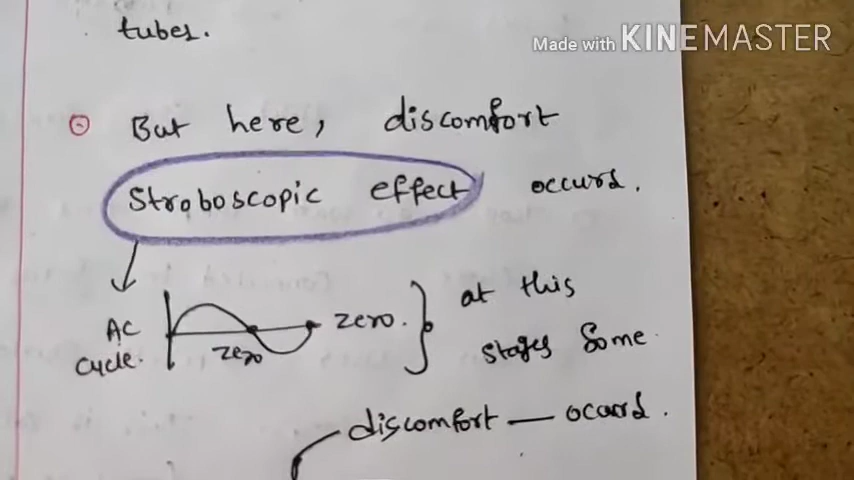 tubes.
Made with KINEMASTER
But here, discomfort
Stroboscopic effect occurs.
AC cycle.
zero
zero.
at this
stages Some
discomfort — ocurs.